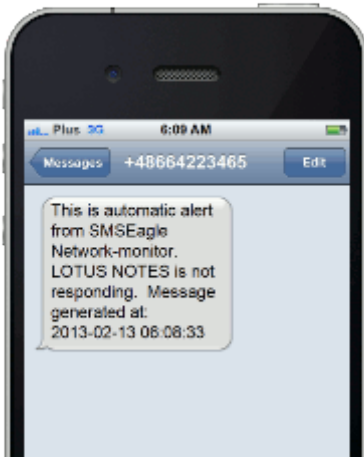 Plus 3G 6:09 AM
Messages +48664223465 Edit
This is automatic alert
from SMSEagle
Network-monitor.
LOTUS NOTES is not
responding. Message
generated at:
2013-02-13 06:08:33